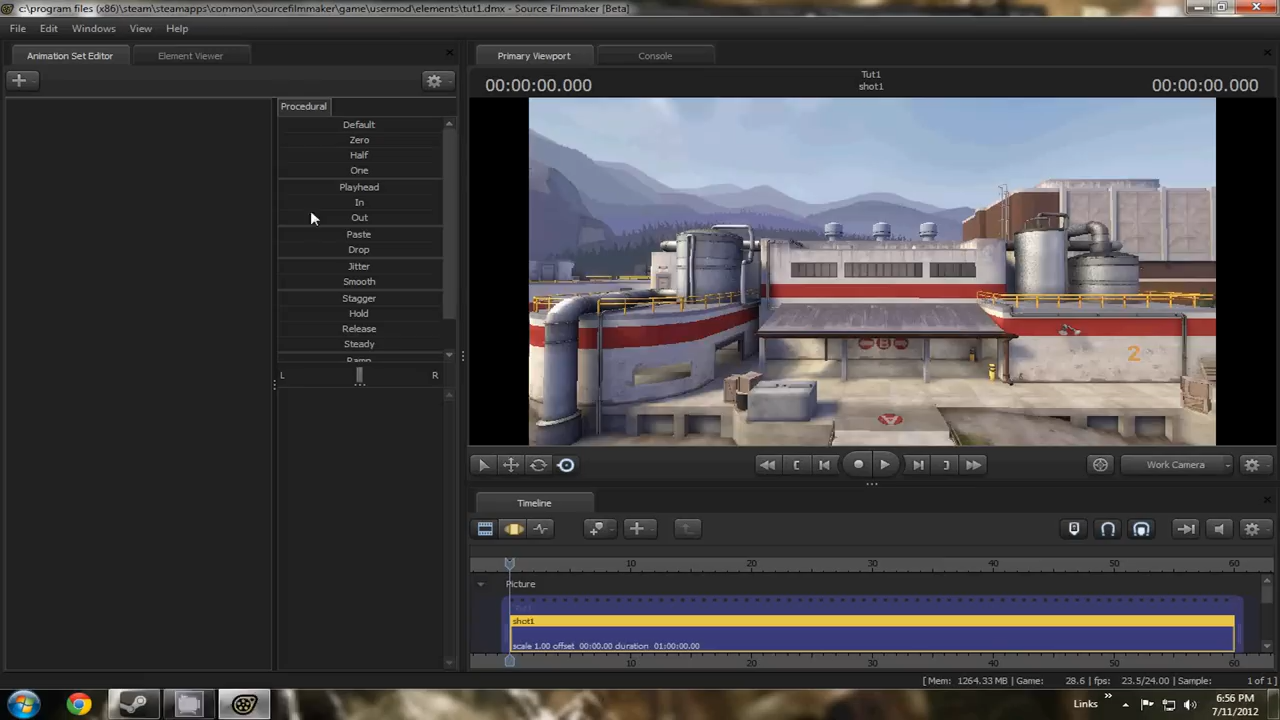 c:\program files (x86)\steam\steamapps\common\sourcefilmmaker\game\usermod\elements\tut1.dmx - Source Filmmaker [Beta]
File Edit Windows View Help
Animation Set Editor Element Viewer
Primary Viewport Console
00:00:00.000 Tut1 00:00:00.000
shot1
Procedural
Default
Zero
Half
One
Playhead
In
Out
Paste
Drop
Jitter
Smooth
Stagger
Hold
Release
Steady
Ramp
L R
2
B
A
Work Camera
Timeline
10 20 30 40 50 60
Picture
Tut1
shot1
scale 1.00 offset 00:00.00 duration 01:00:00.00
10 20 30 40 50 60
[ Mem: 1264.33 MB | Game: 28.6 | fps: 23.5/24.00 | Sample: 1 of 1 ]
Links
6:56 PM
7/11/2012